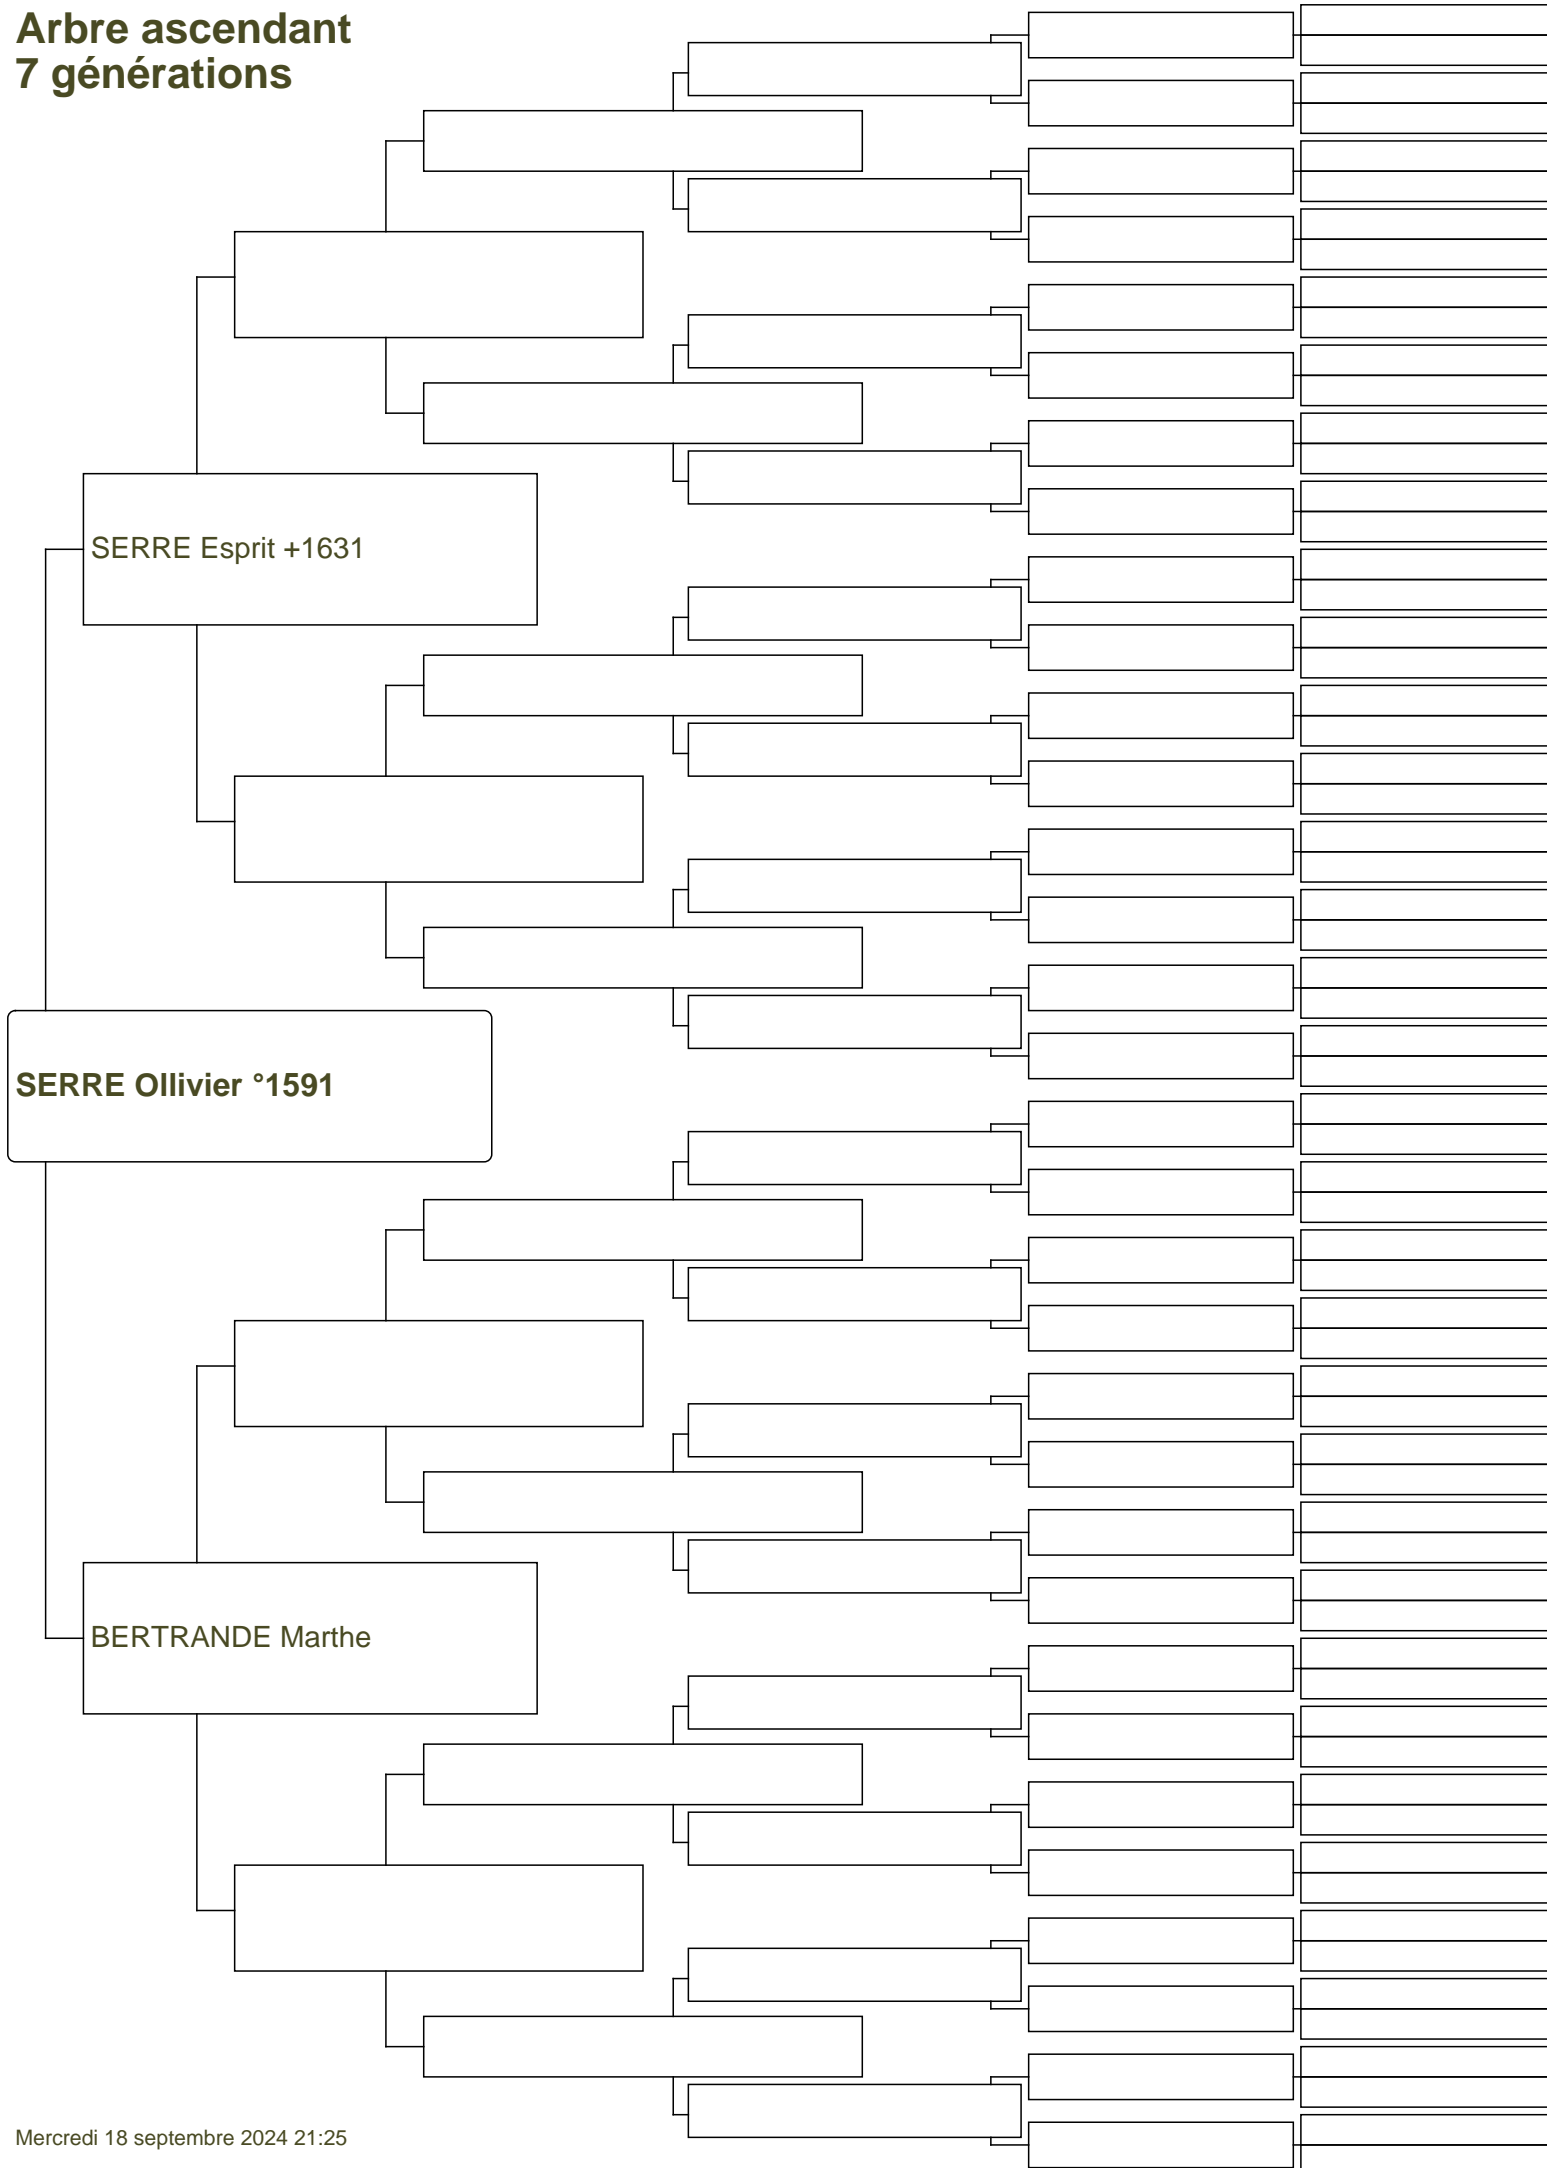 Arbre ascendant
7 générations
SERRE Esprit +1631
SERRE Ollivier °1591
BERTRANDE Marthe
Mercredi 18 septembre 2024 21:25